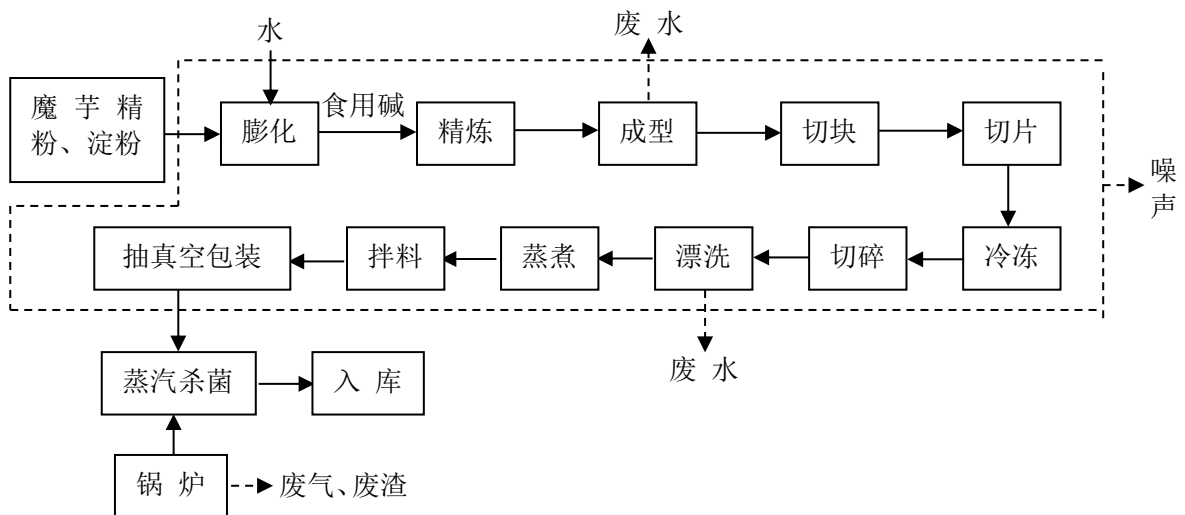 水
废 水
魔 芋 精
粉、淀粉
膨化
食用碱
精炼
成型
切块
切片
噪
声
抽真空包装
拌料
蒸煮
漂洗
切碎
冷冻
废 水
蒸汽杀菌
入 库
锅 炉
废气、废渣